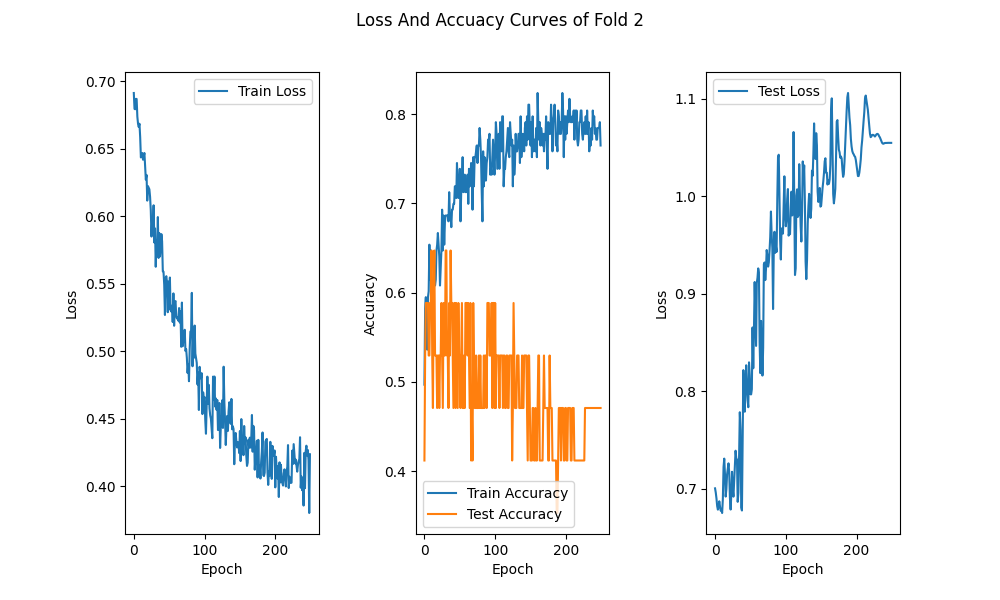 Loss And Accuacy Curves of Fold 2
Train Loss
0.70
0.65
0.60
0.55
0.50
0.45
0.40
Loss
0
100
200
Epoch
0.8
0.7
0.6
0.5
0.4
Accuracy
Train Accuracy
Test Accuracy
0
100
200
Epoch
Test Loss
1.1
1.0
0.9
0.8
0.7
Loss
0
100
200
Epoch